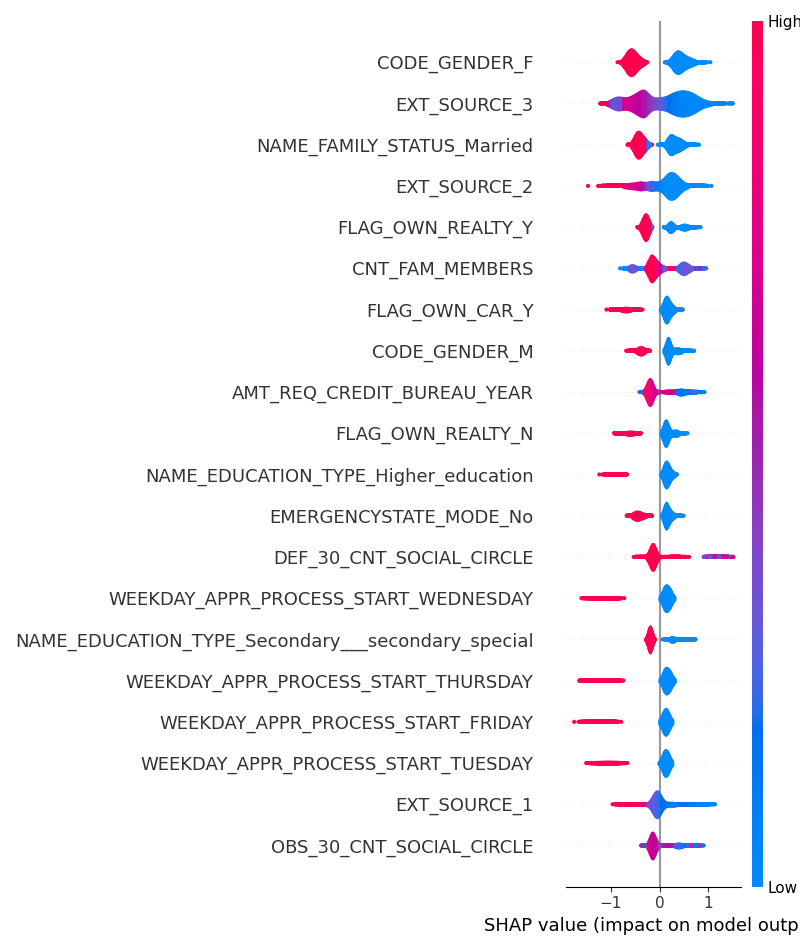 High
CODE_GENDER_F
EXT_SOURCE_3
NAME_FAMILY_STATUS_Married
EXT_SOURCE_2
FLAG_OWN_REALTY_Y
CNT_FAM_MEMBERS
FLAG_OWN_CAR_Y
CODE_GENDER_M
AMT_REQ_CREDIT_BUREAU_YEAR
FLAG_OWN_REALTY_N
NAME_EDUCATION_TYPE_Higher_education
EMERGENCYSTATE_MODE_No
DEF_30_CNT_SOCIAL_CIRCLE
WEEKDAY_APPR_PROCESS_START_WEDNESDAY
NAME_EDUCATION_TYPE_Secondary___secondary_special
WEEKDAY_APPR_PROCESS_START_THURSDAY
WEEKDAY_APPR_PROCESS_START_FRIDAY
WEEKDAY_APPR_PROCESS_START_TUESDAY
EXT_SOURCE_1
OBS_30_CNT_SOCIAL_CIRCLE
Low
−1 0 1
SHAP value (impact on model outp